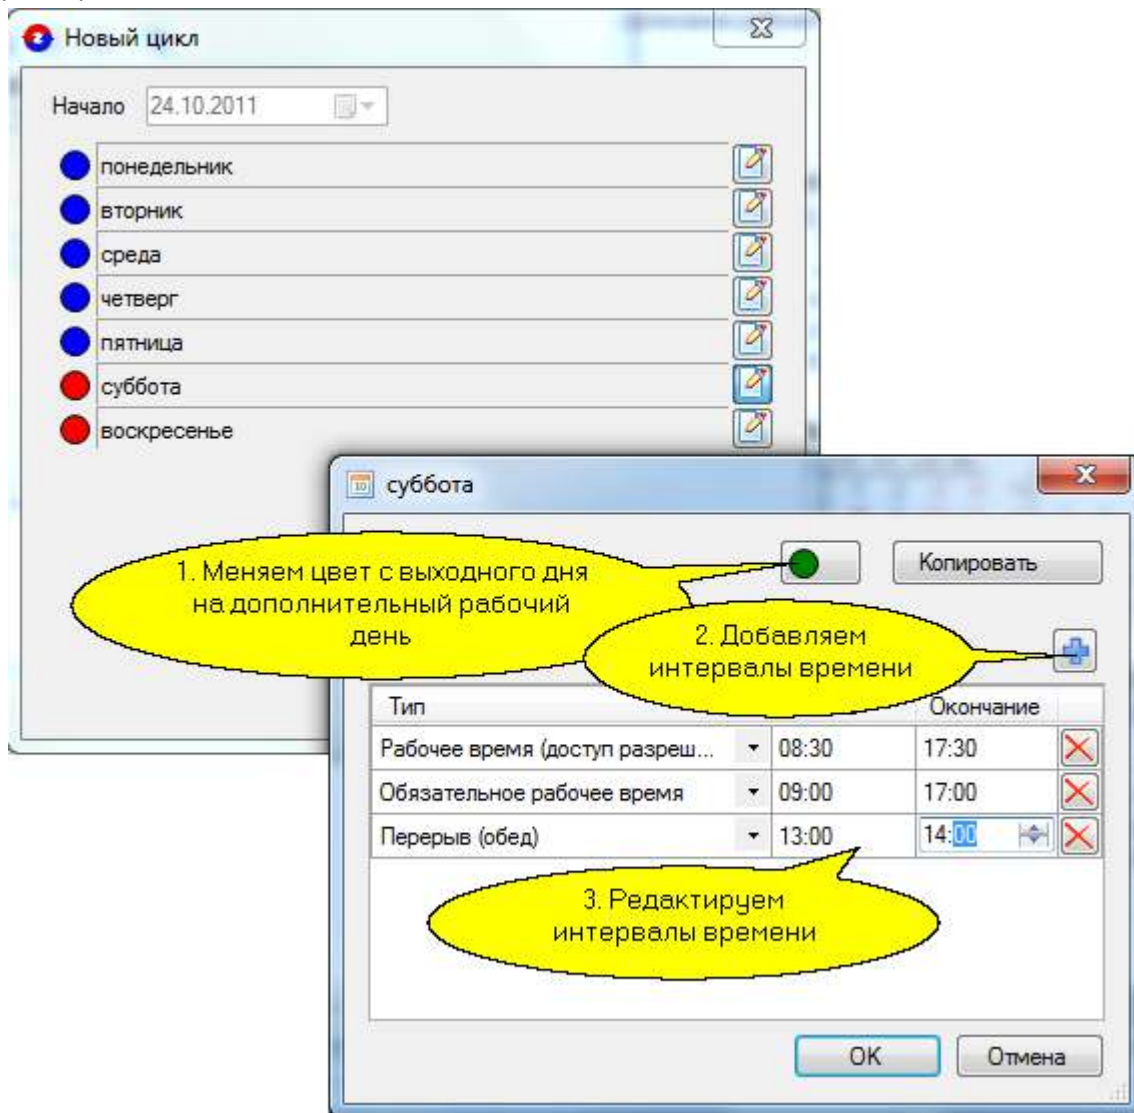 Новый цикл
Начало 24.10.2011
понедельник
вторник
среда
четверг
пятница
суббота
воскресенье
суббота
Копировать
1. Меняем цвет с выходного дня
на дополнительный рабочий
день
2. Добавляем
интервалы времени
Тип Окончание
Рабочее время (доступ разреш... 08:30 17:30
Обязательное рабочее время 09:00 17:00
Перерыв (обед) 13:00 14:00
3. Редактируем
интервалы времени
OK Отмена